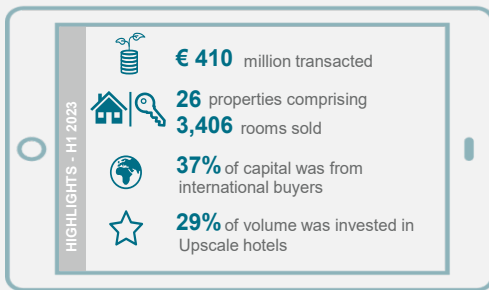 HIGHLIGHTS - H1 2023
€ 410 million transacted
26 properties comprising
3,406 rooms sold
37% of capital was from
international buyers
29% of volume was invested in
Upscale hotels